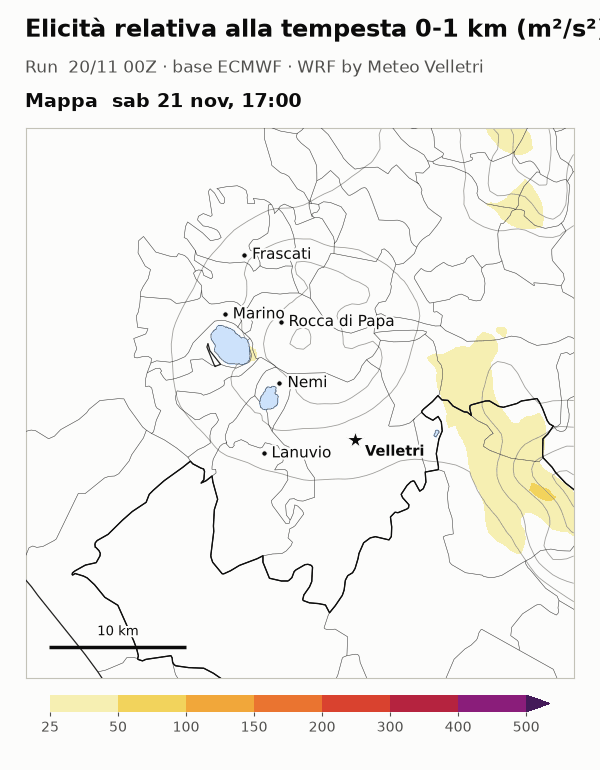 Elicità relativa alla tempesta 0-1 km (m²/s²)
Run 20/11 00Z · base ECMWF · WRF by Meteo Velletri
Mappa sab 21 nov, 17:00
Frascati
Marino
Rocca di Papa
Nemi
Velletri
Lanuvio
10 km
25 50 100 150 200 300 400 500